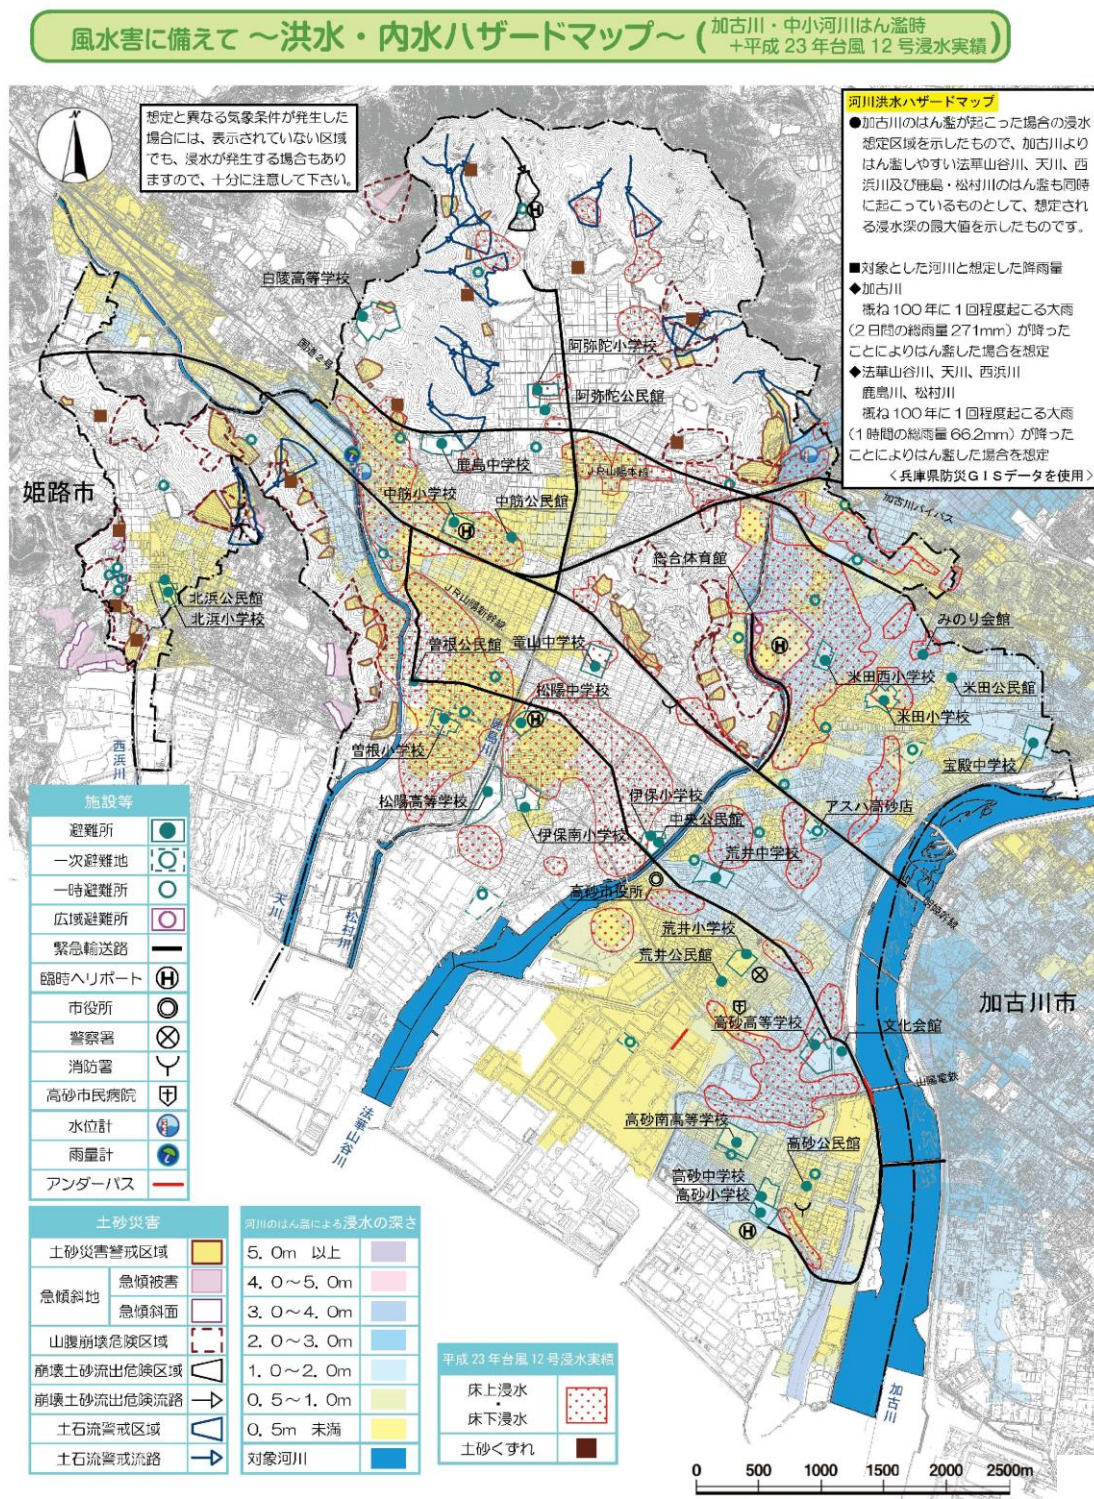 風水害に備えて ～洪水・内水ハザードマップ～ (加古川・中小河川はん濫時
+平成23年台風12号浸水実績)
N
想定と異なる気象条件が発生した
場合には、表示されていない区域
でも、浸水が発生する場合もあり
ますので、十分に注意して下さい。
河川洪水ハザードマップ
●加古川のはん濫が起こった場合の浸水
想定区域を示したもので、加古川より
はん濫しやすい法華山谷川、天川、西
浜川及び鹿島・松村川のはん濫も同時
に起こっているものとして、想定され
る浸水深の最大値を示したものです。
■対象とした河川と想定した降雨量
◆加古川
概ね100年に1回程度起こる大雨
(2日間の総雨量271mm)が降った
ことによりはん濫した場合を想定
◆法華山谷川、天川、西浜川
鹿島川、松村川
概ね100年に1回程度起こる大雨
(1時間の総雨量66.2mm)が降った
ことによりはん濫した場合を想定
＜兵庫県防災GISデータを使用＞
白陵高等学校
国道2号
阿弥陀小学校
阿弥陀公民館
鹿島中学校
JR山陽本線
姫路市
中筋小学校
中筋公民館
加古川バイパス
総合体育館
北浜公民館
北浜小学校
JR山陽新幹線
みのり会館
曽根公民館
竜山中学校
米田西小学校
米田公民館
松陽中学校
米田小学校
鹿島川
曽根小学校
宝殿中学校
西浜川
松陽高等学校
伊保小学校
アスパ高砂店
中央公民館
伊保南小学校
荒井中学校
高砂市役所
天川
松村川
荒井小学校
荒井公民館
加古川市
高砂高等学校
文化会館
山陽電鉄
法華山谷川
高砂南高等学校
高砂公民館
高砂中学校
高砂小学校
加古川
施設等
避難所
一次避難地
一時避難所
広域避難所
緊急輸送路
臨時ヘリポート
市役所
警察署
消防署
高砂市民病院
水位計
雨量計
アンダーパス
土砂災害
土砂災害警戒区域
急傾斜地
急傾被害
急傾斜面
山腹崩壊危険区域
崩壊土砂流出危険区域
崩壊土砂流出危険流路
土石流警戒区域
土石流警戒流路
河川のはん濫による浸水の深さ
5.0m 以上
4.0～5.0m
3.0～4.0m
2.0～3.0m
1.0～2.0m
0.5～1.0m
0.5m 未満
対象河川
平成23年台風12号浸水実績
床上浸水
・
床下浸水
土砂くずれ
0 500 1000 1500 2000 2500m